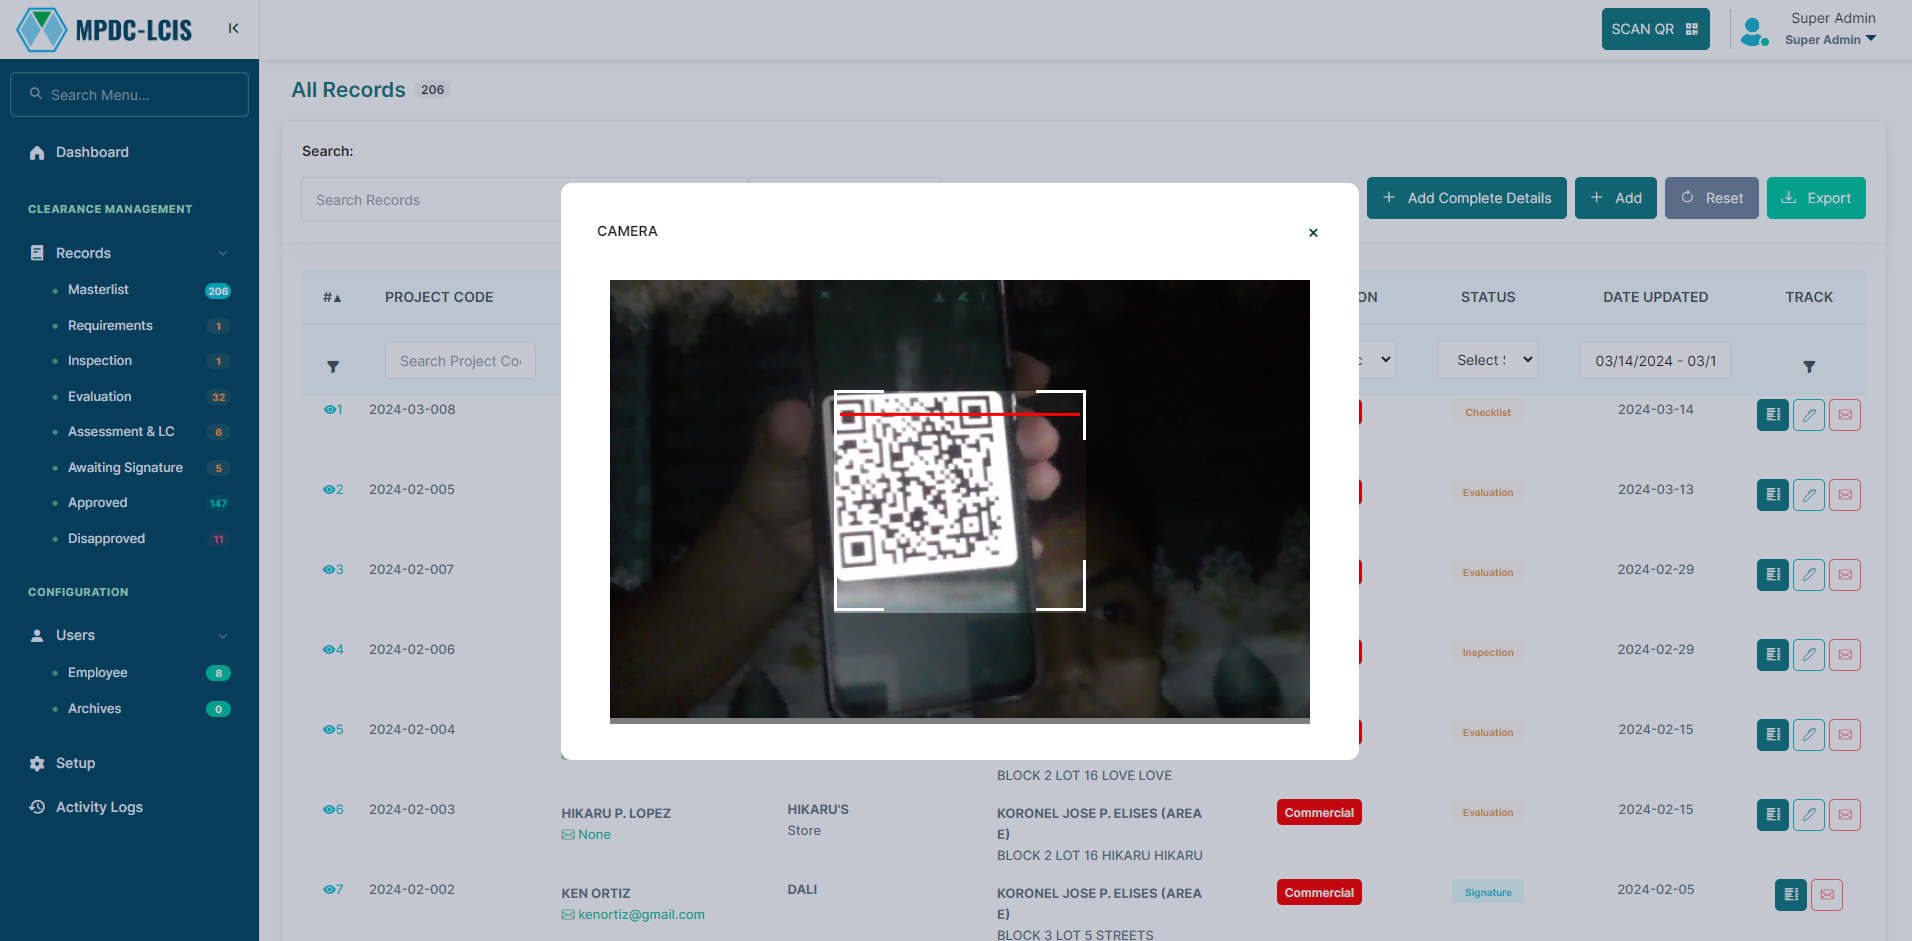 MPDC-LCIS
SCAN QR
Super Admin
Super Admin
Search Menu...
Dashboard
CLEARANCE MANAGEMENT
Records
Masterlist 206
Requirements 1
Inspection 1
Evaluation 32
Assessment & LC 6
Awaiting Signature 5
Approved 147
Disapproved 11
CONFIGURATION
Users
Employee 8
Archives 0
Setup
Activity Logs
All Records 206
Search:
Search Records
+ Add Complete Details
+ Add
Reset
Export
CAMERA
×
#▲ PROJECT CODE ON STATUS DATE UPDATED TRACK
Search Project Co
c
Select
03/14/2024 - 03/1
1 2024-03-008 Checklist 2024-03-14
2 2024-02-005 Evaluation 2024-03-13
3 2024-02-007 Evaluation 2024-02-29
4 2024-02-006 Inspection 2024-02-29
5 2024-02-004 Evaluation 2024-02-15
BLOCK 2 LOT 16 LOVE LOVE
6 2024-02-003 HIKARU P. LOPEZ HIKARU'S KORONEL JOSE P. ELISES (AREA Commercial Evaluation 2024-02-15
None Store E)
BLOCK 2 LOT 16 HIKARU HIKARU
7 2024-02-002 KEN ORTIZ DALI KORONEL JOSE P. ELISES (AREA Commercial Signature 2024-02-05
kenortiz@gmail.com E)
BLOCK 3 LOT 5 STREETS